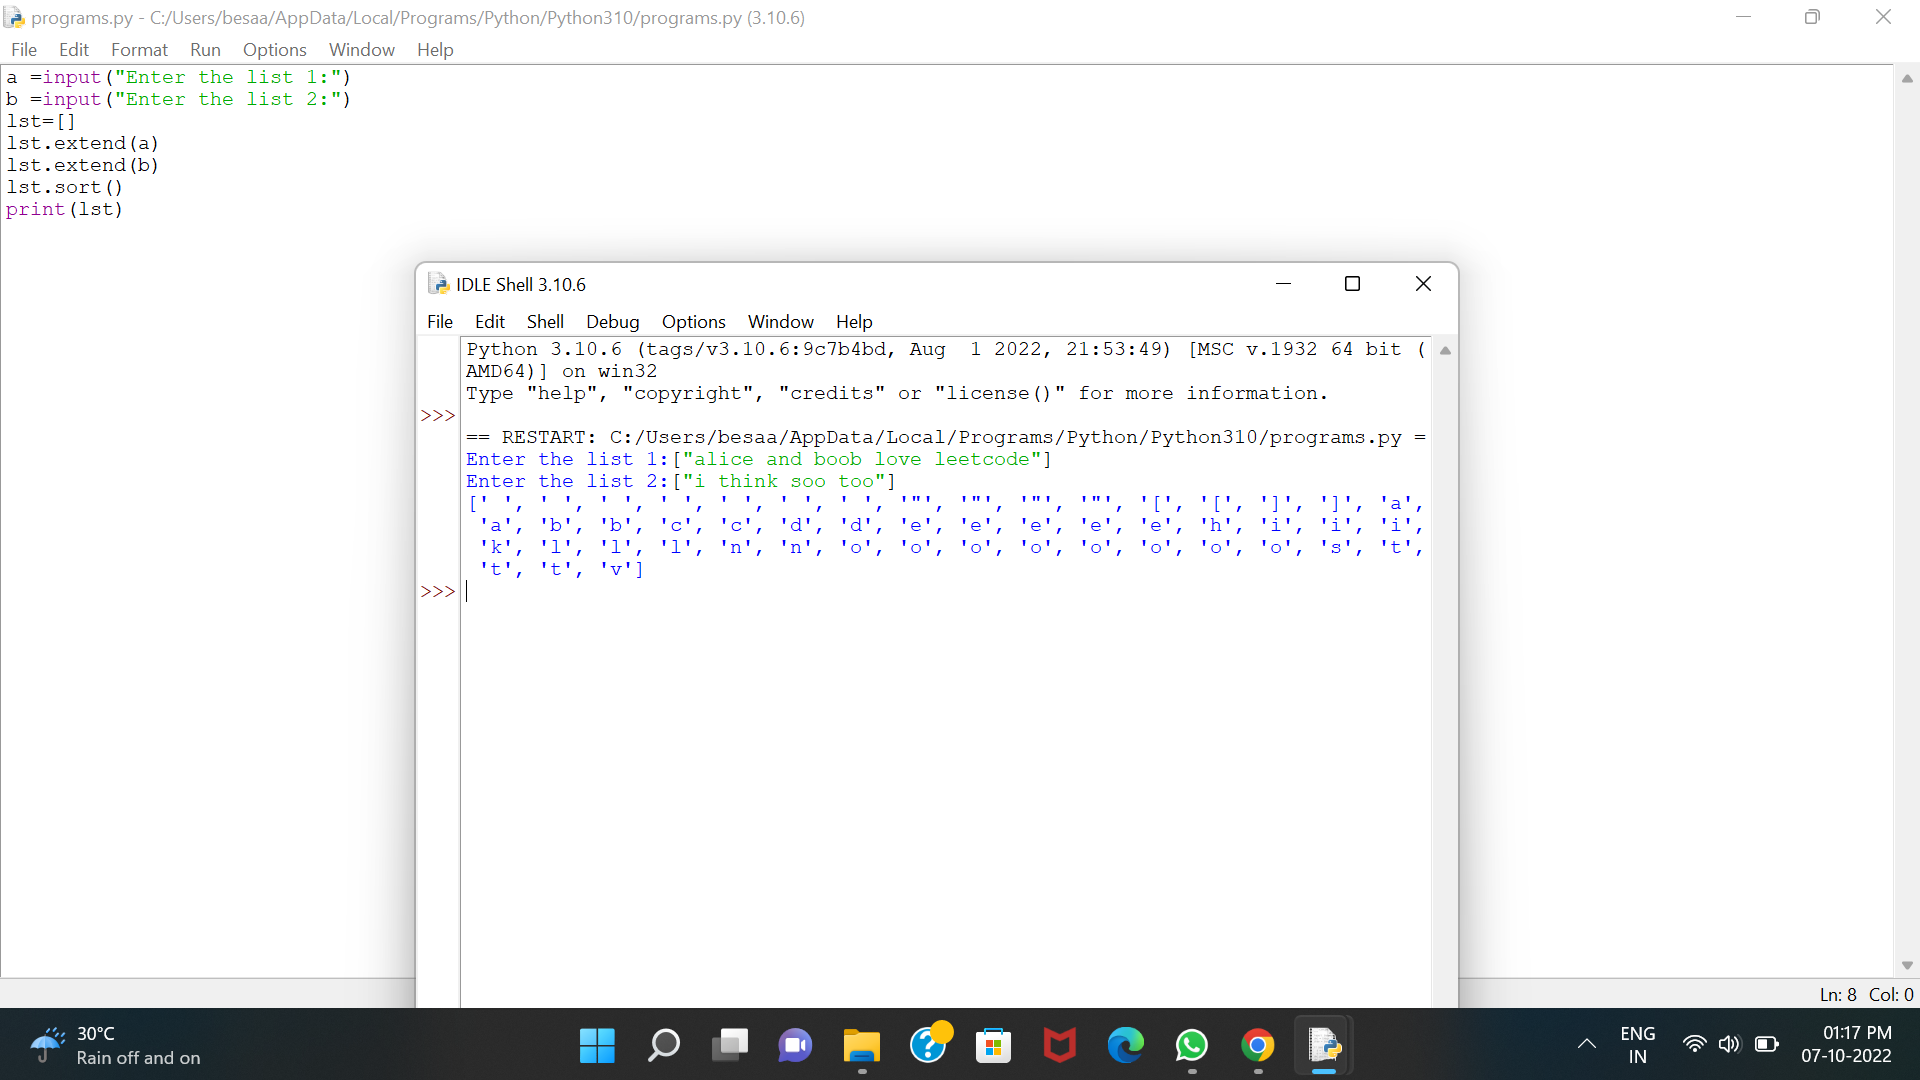 programs.py - C:/Users/besaa/AppData/Local/Programs/Python/Python310/programs.py (3.10.6)
File Edit Format Run Options Window Help
a =input("Enter the list 1:")
b =input("Enter the list 2:")
lst=[]
lst.extend(a)
lst.extend(b)
lst.sort()
print(lst)
IDLE Shell 3.10.6
File Edit Shell Debug Options Window Help
Python 3.10.6 (tags/v3.10.6:9c7b4bd, Aug  1 2022, 21:53:49) [MSC v.1932 64 bit (
AMD64)] on win32
Type "help", "copyright", "credits" or "license()" for more information.
>>>
== RESTART: C:/Users/besaa/AppData/Local/Programs/Python/Python310/programs.py =
Enter the list 1:["alice and boob love leetcode"]
Enter the list 2:["i think soo too"]
[' ', ' ', ' ', ' ', ' ', ' ', ' ', '"', '"', '"', '"', '[', '[', ']', ']', 'a',
'a', 'b', 'b', 'c', 'c', 'd', 'd', 'e', 'e', 'e', 'e', 'e', 'h', 'i', 'i', 'i',
'k', 'l', 'l', 'l', 'n', 'n', 'o', 'o', 'o', 'o', 'o', 'o', 'o', 'o', 's', 't',
't', 't', 'v']
>>>
Ln: 8 Col: 0
30°C
Rain off and on
ENG
IN
01:17 PM
07-10-2022